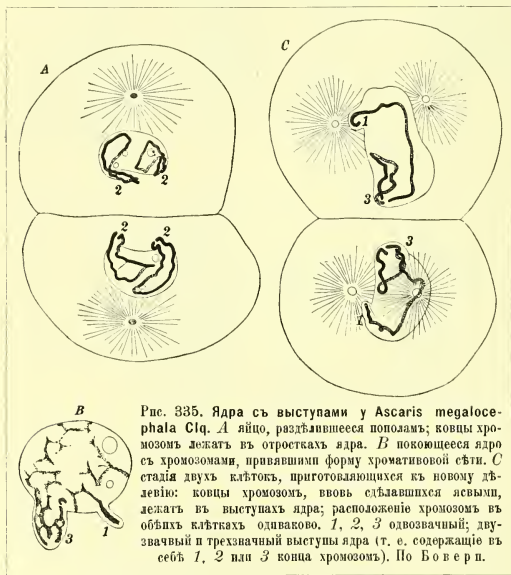 A
C
2
2
1
3
2
2
3
1
B
3
1
Рис. 335. Ядра съ выступами у Ascaris megaloce-
phala Clq. A яйцо, раздѣлившееся пополамъ; концы хро-
мозомъ лежатъ въ отросткахъ ядра. B покоющееся ядро
съ хромозомами, принявшими форму хроматиновой сѣти. C
стадія двухъ клѣтокъ, приготовляющихся къ новому дѣ-
ленію: концы хромозомъ, вновь сдѣлавшихся ясными,
лежатъ въ выступахъ ядра; расположеніе хромозомъ въ
обѣихъ клѣткахъ одинаково. 1, 2, 3 однозначный; дву-
значный и трехзначный выступы ядра (т. е. содержащіе въ
себѣ 1, 2 или 3 конца хромозомъ). По Бовери.